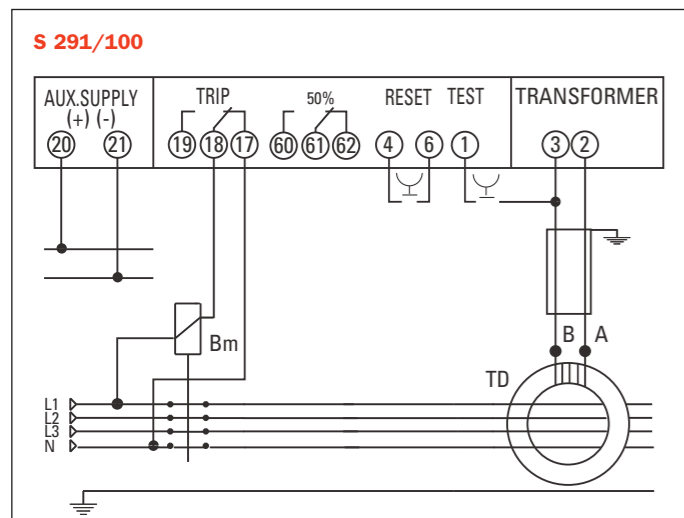 S 291/100
AUX.SUPPLY TRIP 50% RESET TEST TRANSFORMER
(+) (-)
20 21 19 18 17 60 61 62 4 6 1 3 2
Bm
B A
TD
L1
L2
L3
N